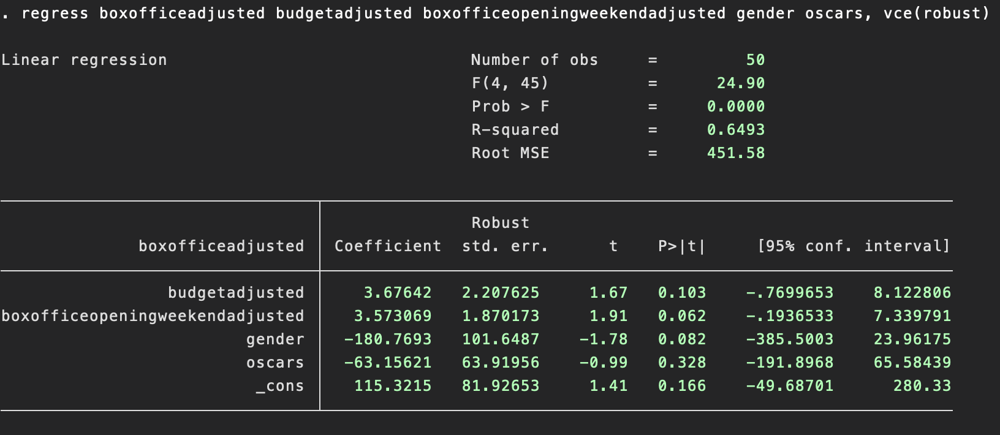 . regress boxofficeadjusted budgetadjusted boxofficeopeningweekendadjusted gender oscars, vce(robust)
Linear regression Number of obs = 50
F(4, 45) = 24.90
Prob > F = 0.0000
R-squared = 0.6493
Root MSE = 451.58
Robust
boxofficeadjusted Coefficient std. err. t P>|t| [95% conf. interval]
budgetadjusted 3.67642 2.207625 1.67 0.103 -.7699653 8.122806
boxofficeopeningweekendadjusted 3.573069 1.870173 1.91 0.062 -.1936533 7.339791
gender -180.7693 101.6487 -1.78 0.082 -385.5003 23.96175
oscars -63.15621 63.91956 -0.99 0.328 -191.8968 65.58439
_cons 115.3215 81.92653 1.41 0.166 -49.68701 280.33